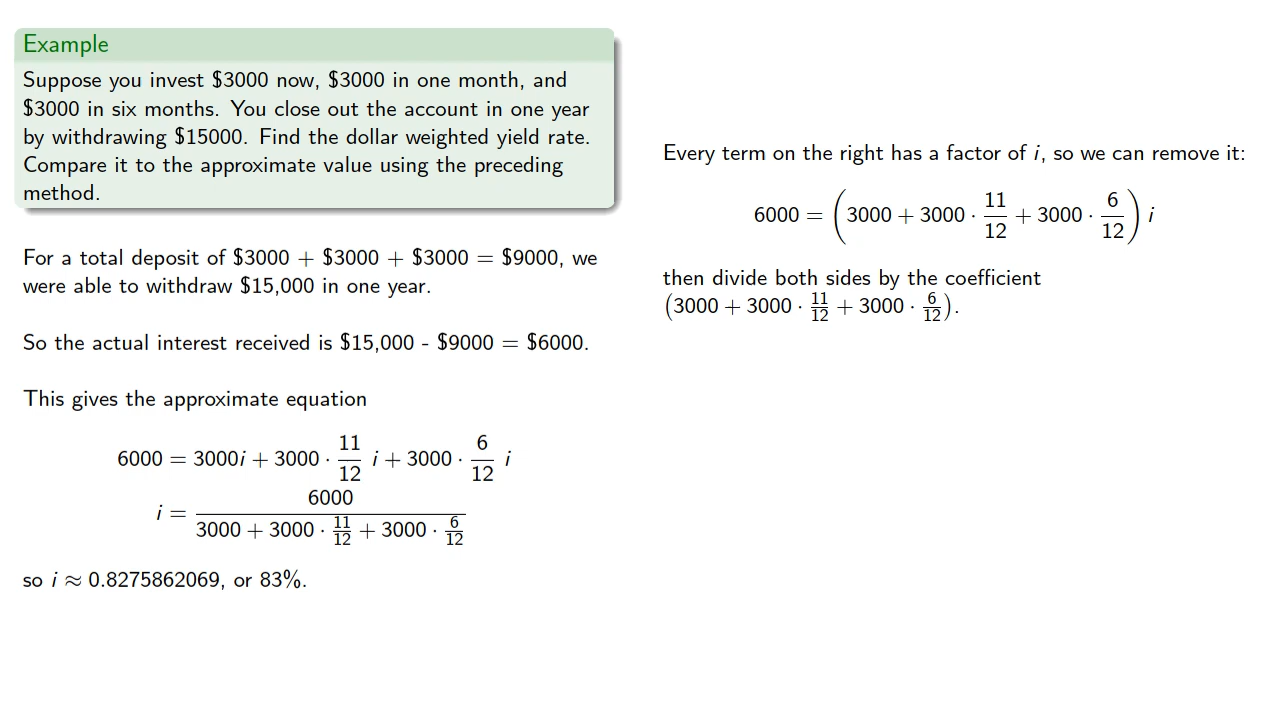 Example
Suppose you invest $3000 now, $3000 in one month, and
$3000 in six months. You close out the account in one year
by withdrawing $15000. Find the dollar weighted yield rate.
Compare it to the approximate value using the preceding
method.
For a total deposit of $3000 + $3000 + $3000 = $9000, we
were able to withdraw $15,000 in one year.
So the actual interest received is $15,000 - $9000 = $6000.
This gives the approximate equation
6000 = 3000i + 3000 · 11/12 i + 3000 · 6/12 i
i = 6000/(3000 + 3000 · 11/12 + 3000 · 6/12)
so i ≈ 0.8275862069, or 83%.
Every term on the right has a factor of i, so we can remove it:
6000 = (3000 + 3000 · 11/12 + 3000 · 6/12) i
then divide both sides by the coefficient
(3000 + 3000 · 11/12 + 3000 · 6/12).